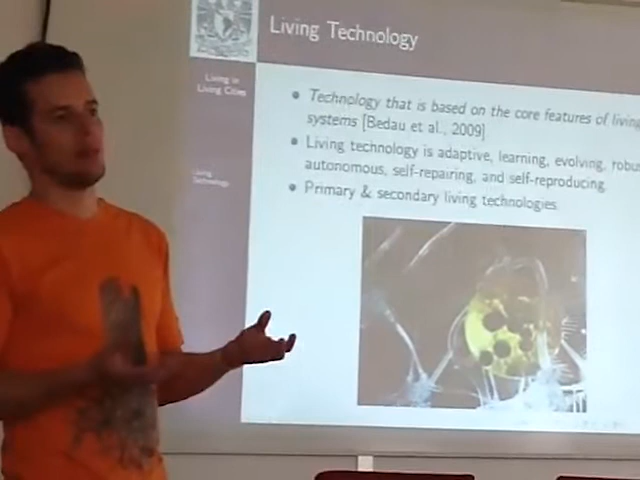 Living Technology
Living in
Living Cities
• Technology that is based on the core features of living
systems [Bedau et al., 2009]
• Living technology is adaptive, learning, evolving, robus
Living
Technology
autonomous, self-repairing, and self-reproducing.
• Primary & secondary living technologies